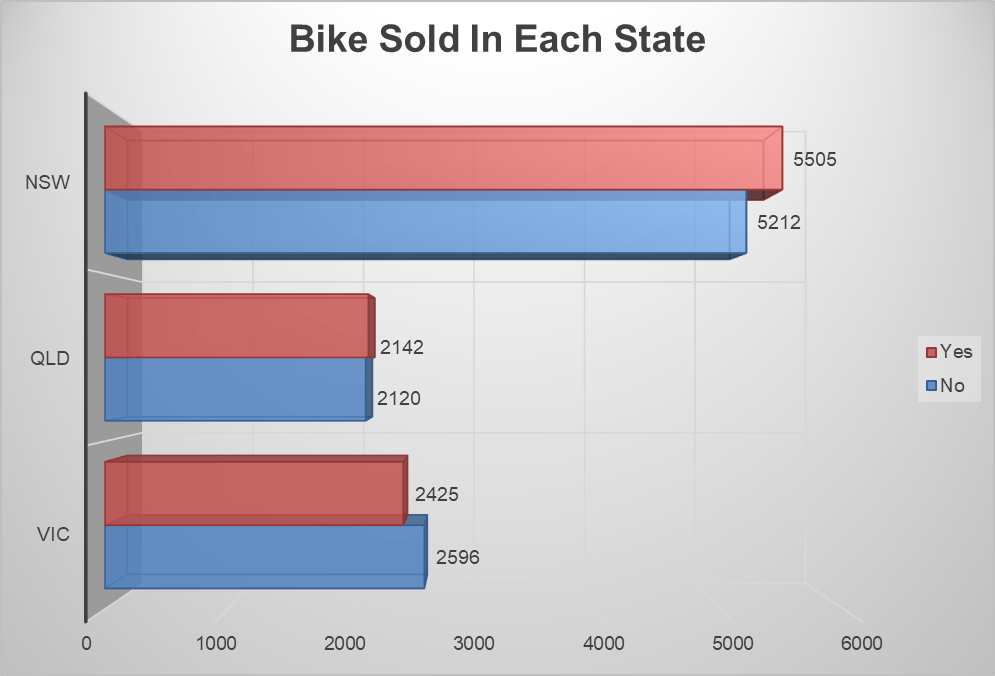 Bike Sold In Each State
NSW
5505
5212
QLD
2142
2120
VIC
2425
2596
Yes
No
0 1000 2000 3000 4000 5000 6000